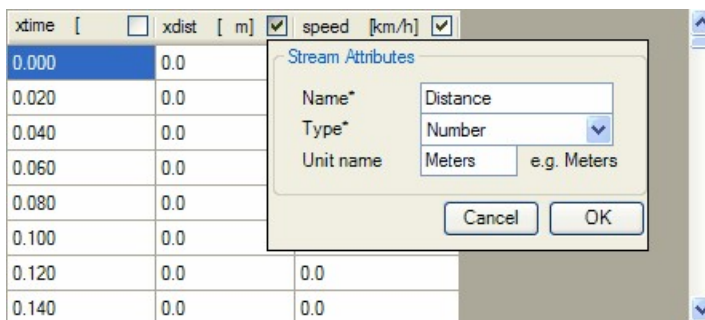 xtime [ xdist [ m] speed [km/h]
0.000 0.0
0.020 0.0
0.040 0.0
0.060 0.0
0.080 0.0
0.100 0.0
0.120 0.0 0.0
0.140 0.0 0.0
Stream Attributes
Name* Distance
Type* Number
Unit name Meters e.g. Meters
Cancel OK